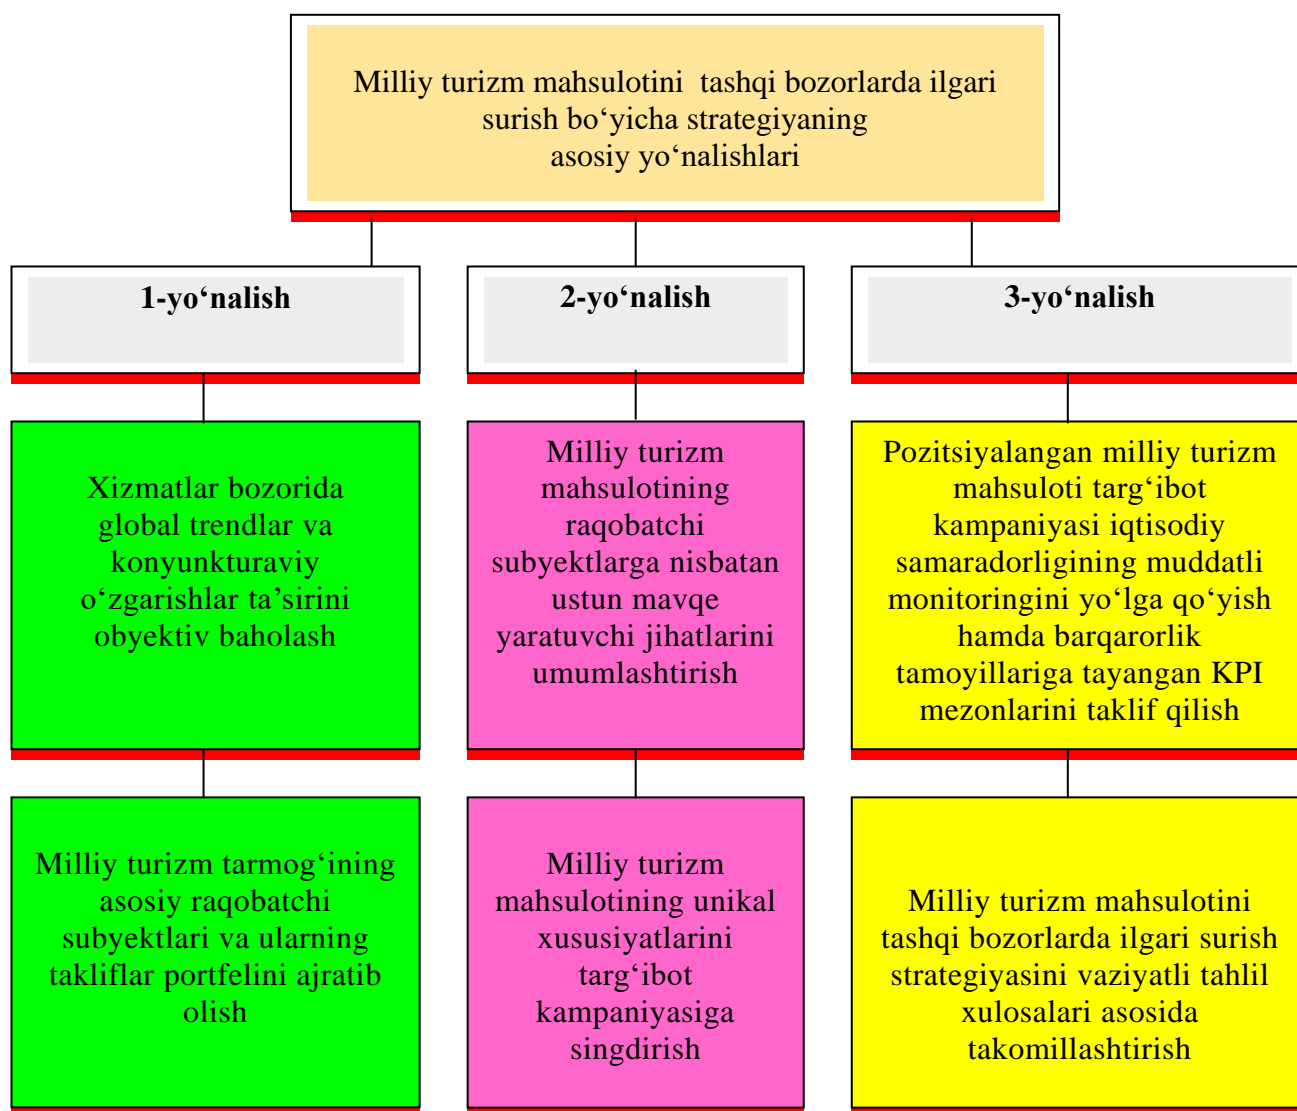 Milliy turizm mahsulotini tashqi bozorlarda ilgari
surish bo‘yicha strategiyaning
asosiy yo‘nalishlari
1-yo‘nalish
2-yo‘nalish
3-yo‘nalish
Xizmatlar bozorida
global trendlar va
konyunkturaviy
o‘zgarishlar ta’sirini
obyektiv baholash
Milliy turizm
mahsulotining
raqobatchi
subyektlarga nisbatan
ustun mavqe
yaratuvchi jihatlarini
umumlashtirish
Pozitsiyalangan milliy turizm
mahsuloti targ‘ibot
kampaniyasi iqtisodiy
samaradorligining muddatli
monitoringini yo‘lga qo‘yish
hamda barqarorlik
tamoyillariga tayangan KPI
mezonlarini taklif qilish
Milliy turizm tarmog‘ining
asosiy raqobatchi
subyektlari va ularning
takliflar portfelini ajratib
olish
Milliy turizm
mahsulotining unikal
xususiyatlarini
targ‘ibot
kampaniyasiga
singdirish
Milliy turizm mahsulotini
tashqi bozorlarda ilgari surish
strategiyasini vaziyatli tahlil
xulosalari asosida
takomillashtirish